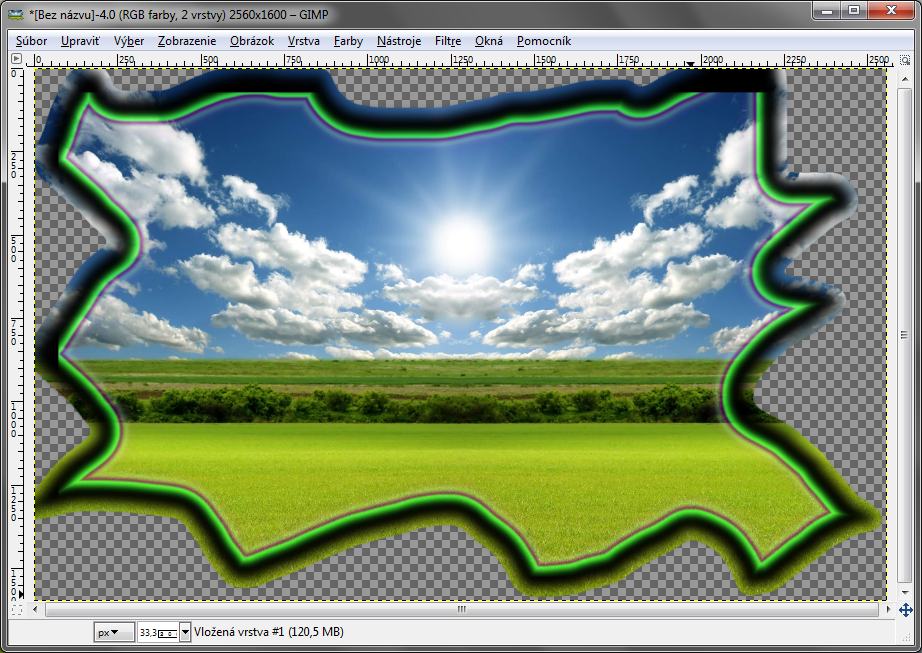 *[Bez názvu]-4.0 (RGB farby, 2 vrstvy) 2560x1600 – GIMP
Súbor Upraviť Výber Zobrazenie Obrázok Vrstva Farby Nástroje Filtre Okná Pomocník
0 250 500 750 1000 1250 1500 1750 2000 2250 2500
0
250
500
750
1000
1250
1500
px 33,3 Vložená vrstva #1 (120,5 MB)